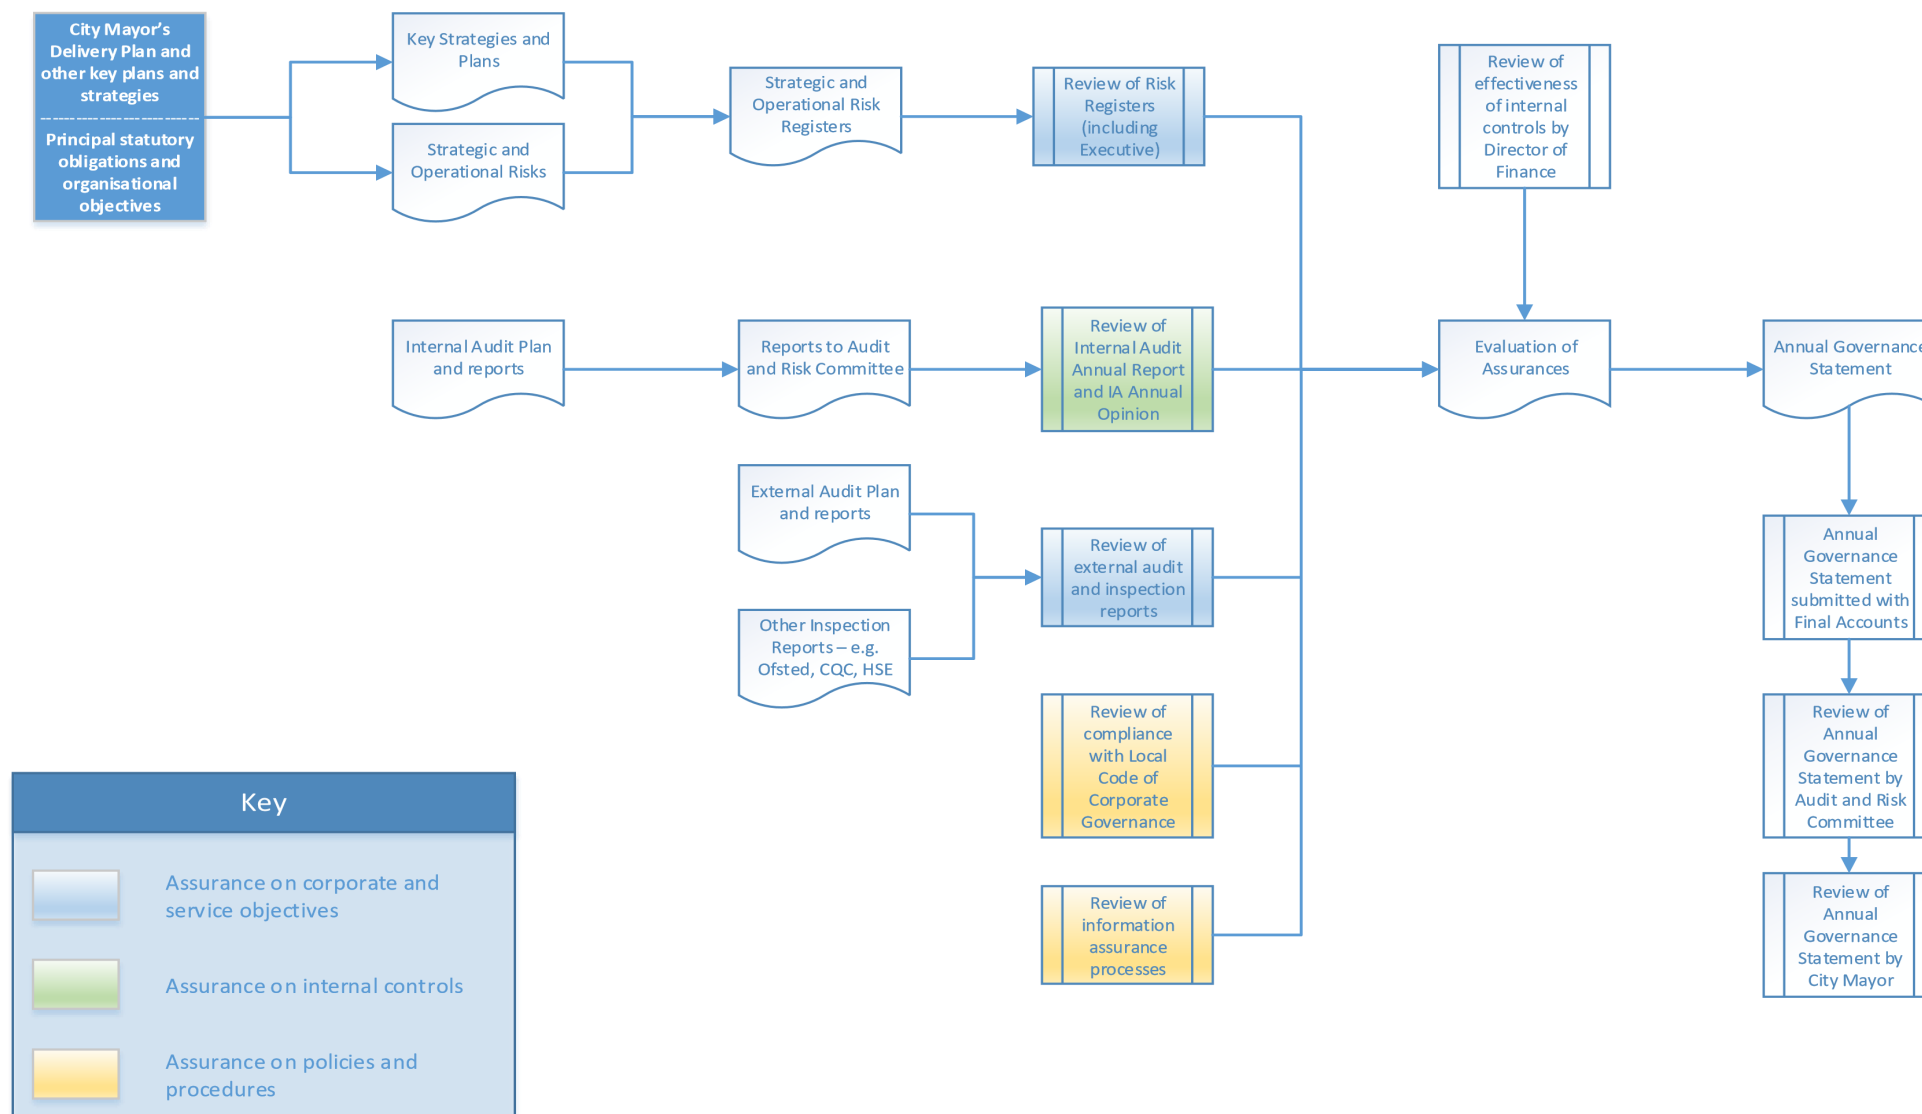 City Mayor’s
Delivery Plan and
other key plans and
strategies
Principal statutory
obligations and
organisational
objectives
Key Strategies and
Plans
Strategic and
Operational Risks
Strategic and
Operational Risk
Registers
Review of Risk
Registers
(including
Executive)
Review of
effectiveness
of internal
controls by
Director of
Finance
Internal Audit Plan
and reports
Reports to Audit
and Risk Committee
Review of
Internal Audit
Annual Report
and IA Annual
Opinion
Evaluation of
Assurances
Annual Governance
Statement
External Audit Plan
and reports
Other Inspection
Reports – e.g.
Ofsted, CQC, HSE
Review of
external audit
and inspection
reports
Annual
Governance
Statement
submitted with
Final Accounts
Review of
compliance
with Local
Code of
Corporate
Governance
Review of
Annual
Governance
Statement by
Audit and Risk
Committee
Review of
information
assurance
processes
Review of
Annual
Governance
Statement by
City Mayor
Key
Assurance on corporate and
service objectives
Assurance on internal controls
Assurance on policies and
procedures